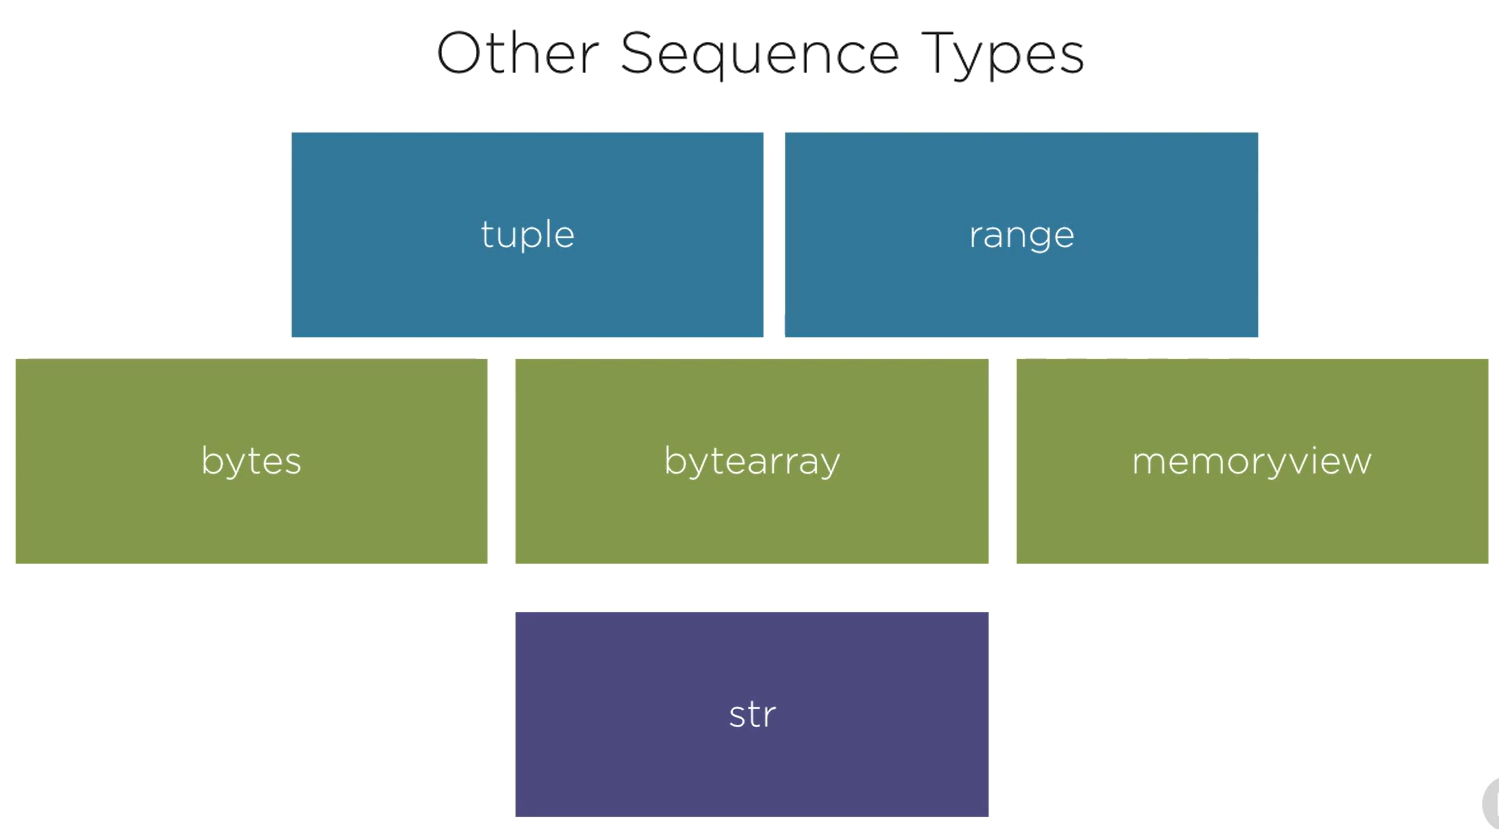 Other Sequence Types
tuple
range
bytes
bytearray
memoryview
str